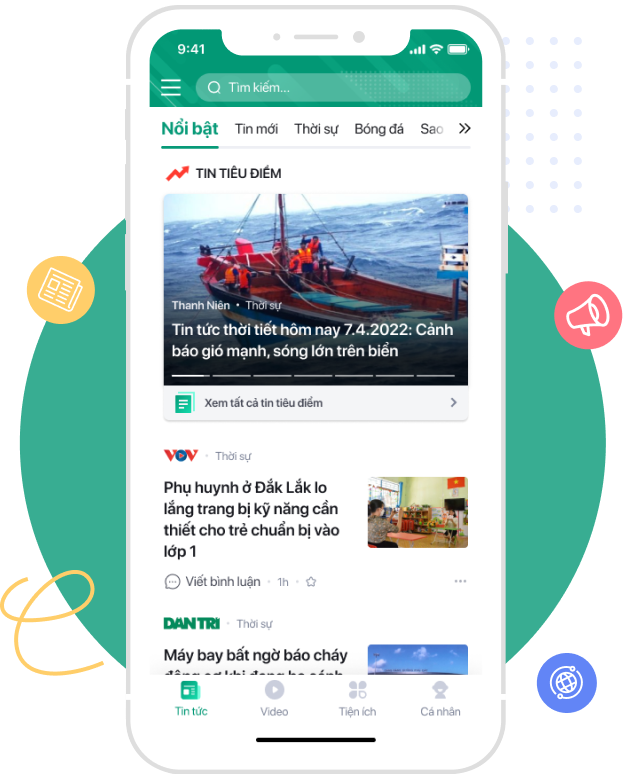 9:41
Tìm kiếm...
Nổi bật
Tin mới
Thời sự
Bóng đá
Sao
TIN TIÊU ĐIỂM
Thanh Niên • Thời sự
Tin tức thời tiết hôm nay 7.4.2022: Cảnh
báo gió mạnh, sóng lớn trên biển
Xem tất cả tin tiêu điểm
VOV · Thời sự
Phụ huynh ở Đắk Lắk lo
lắng trang bị kỹ năng cần
thiết cho trẻ chuẩn bị vào
lớp 1
Viết bình luận · 1h
DÂN TRÍ · Thời sự
Máy bay bất ngờ báo cháy
Tin tức
Video
Tiện ích
Cá nhân